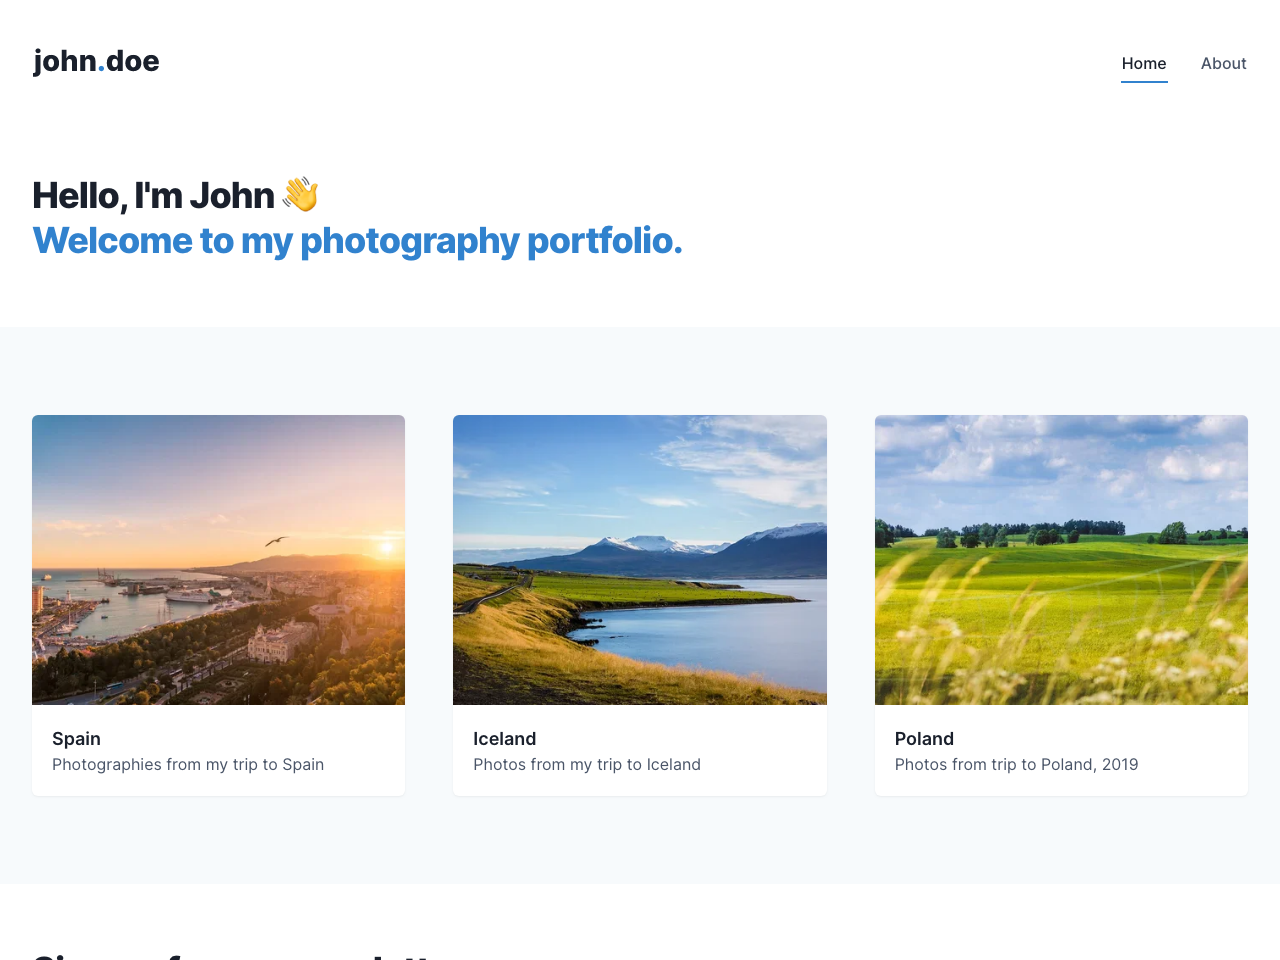 john.doe
Home
About
Hello, I'm John 👋
Welcome to my photography portfolio.
Spain
Photographies from my trip to Spain
Iceland
Photos from my trip to Iceland
Poland
Photos from trip to Poland, 2019